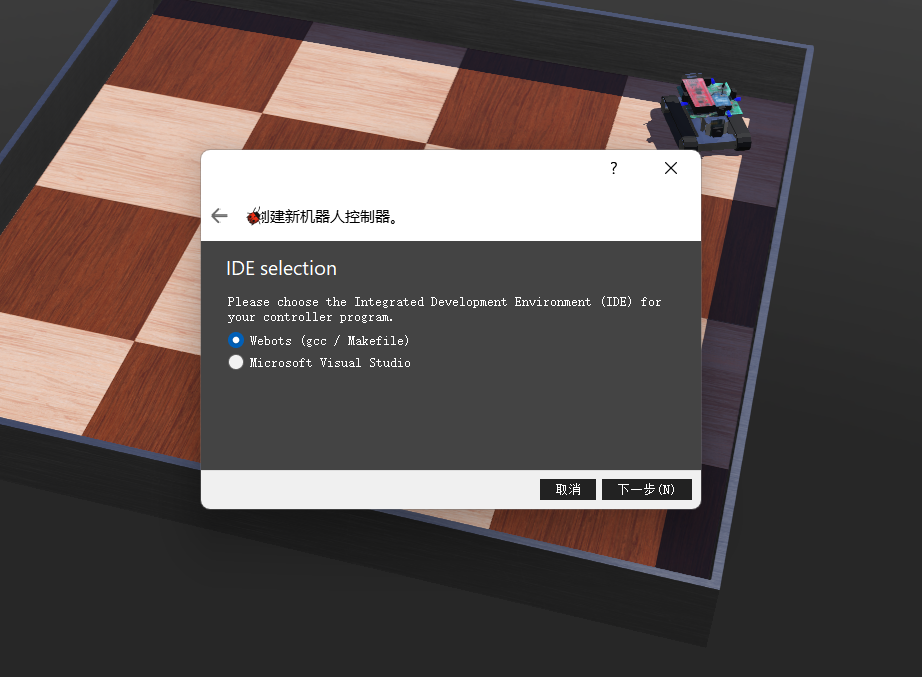 ?
创建新机器人控制器。
IDE selection
Please choose the Integrated Development Environment (IDE) for
your controller program.
Webots (gcc / Makefile)
Microsoft Visual Studio
取消 下一步(N)